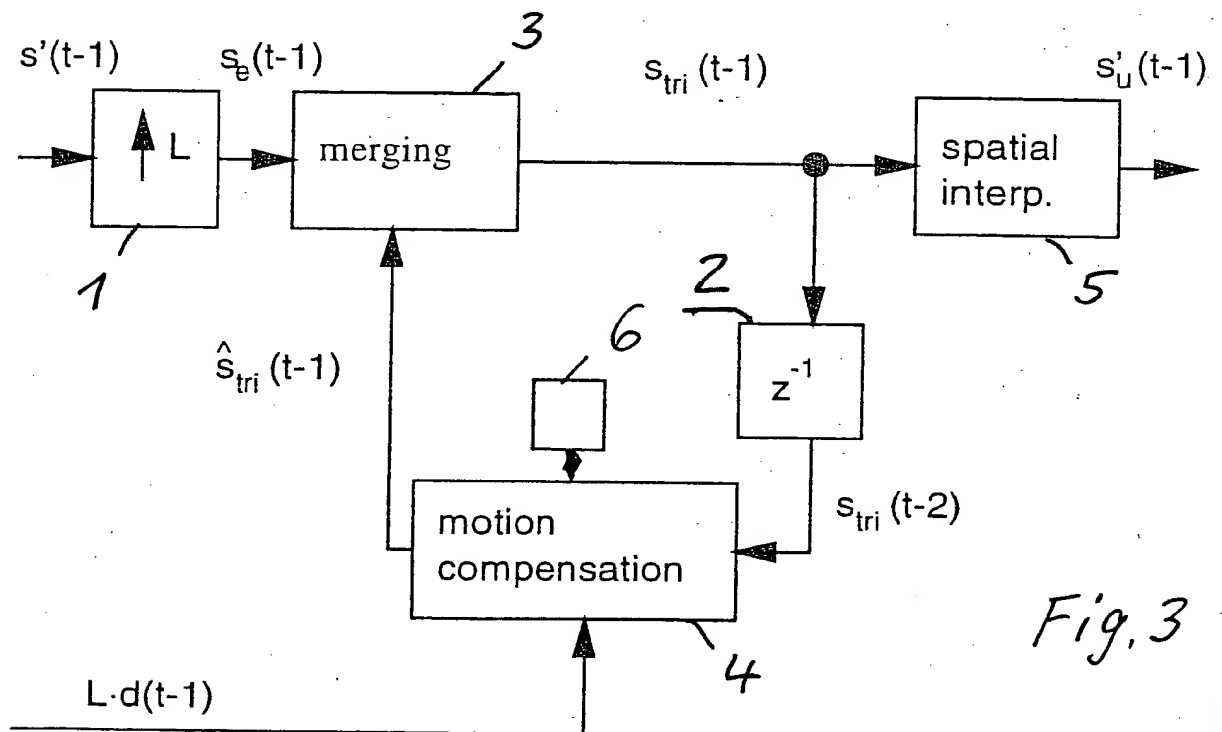 s'(t-1)
s_e(t-1)
3
s_tri (t-1)
s'_u(t-1)
↑ L
merging
spatial
interp.
1
5
2
6
ŝ_tri (t-1)
z^-1
motion
compensation
s_tri (t-2)
4
Fig. 3
L·d(t-1)